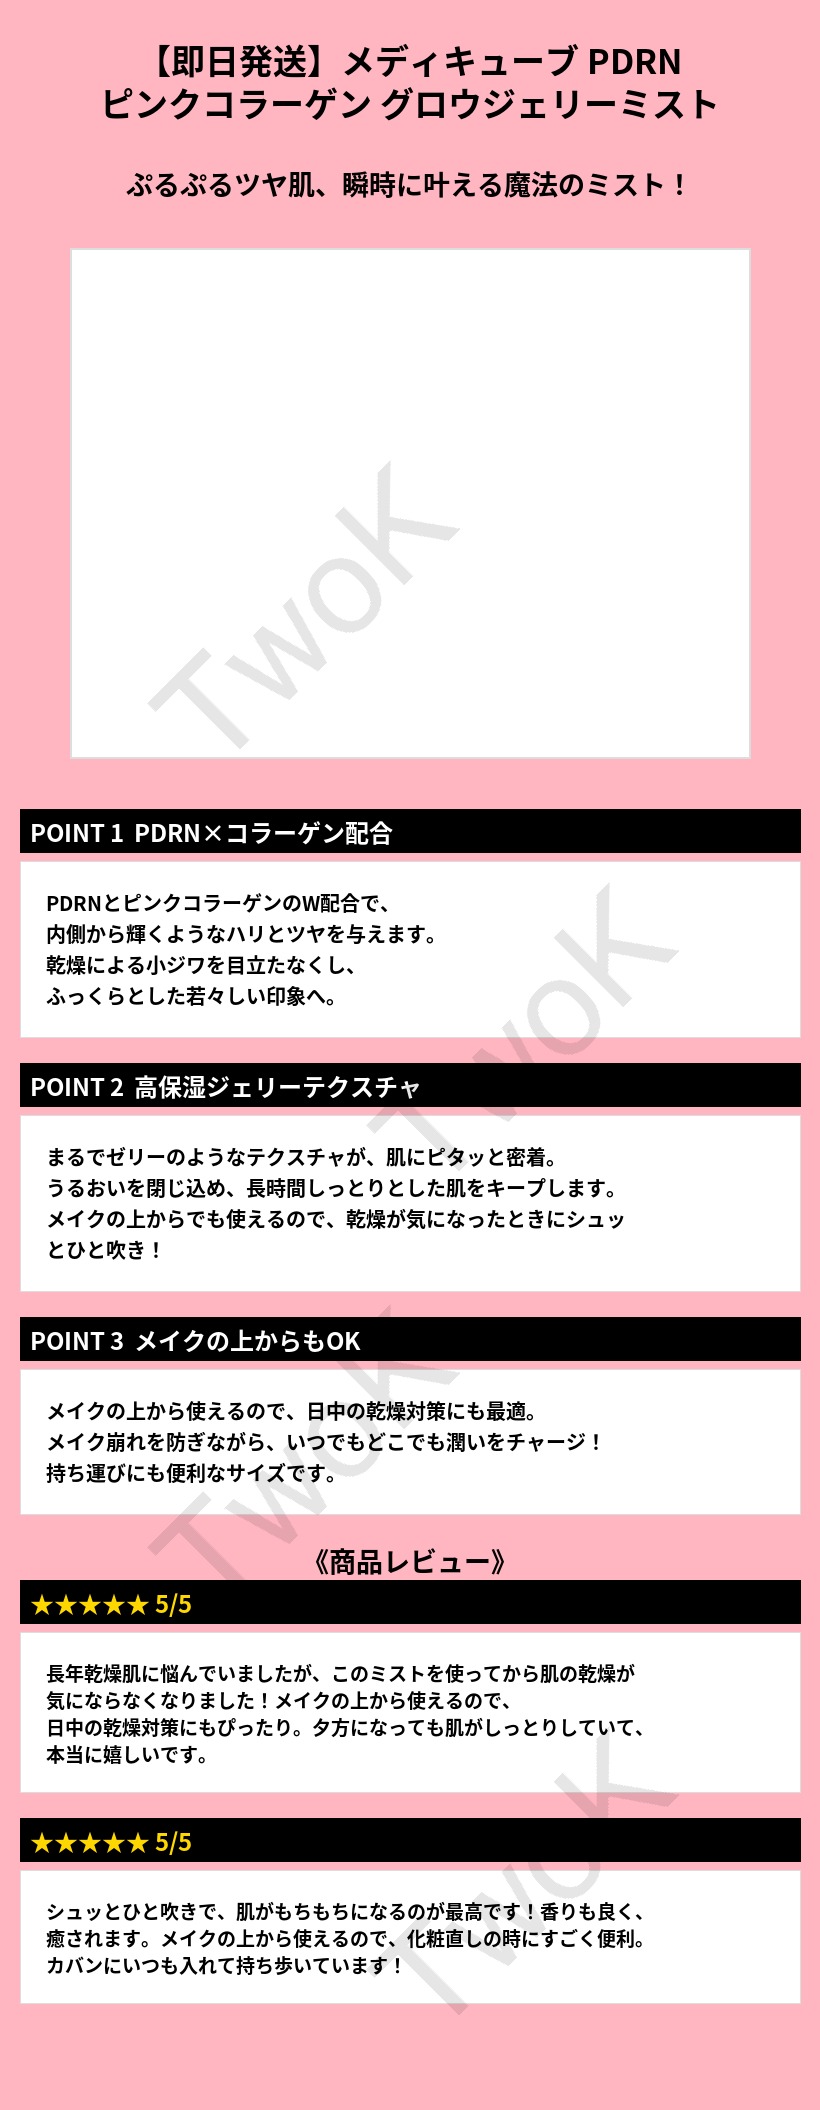 【即日発送】メディキューブ PDRN
ピンクコラーゲン グロウジェリーミスト
ぷるぷるツヤ肌、瞬時に叶える魔法のミスト！
TwoK
POINT 1 PDRN×コラーゲン配合
PDRNとピンクコラーゲンのW配合で、
内側から輝くようなハリとツヤを与えます。
乾燥による小ジワを目立たなくし、
ふっくらとした若々しい印象へ。
TwoK
POINT 2 高保湿ジェリーテクスチャ
まるでゼリーのようなテクスチャが、肌にピタッと密着。
うるおいを閉じ込め、長時間しっとりとした肌をキープします。
メイクの上からでも使えるので、乾燥が気になったときにシュッ
とひと吹き！
POINT 3 メイクの上からもOK
メイクの上から使えるので、日中の乾燥対策にも最適。
メイク崩れを防ぎながら、いつでもどこでも潤いをチャージ！
持ち運びにも便利なサイズです。
TwoK
《商品レビュー》
★★★★★ 5/5
長年乾燥肌に悩んでいましたが、このミストを使ってから肌の乾燥が
気にならなくなりました！メイクの上から使えるので、
日中の乾燥対策にもぴったり。夕方になっても肌がしっとりしていて、
本当に嬉しいです。
★★★★★ 5/5
シュッとひと吹きで、肌がもちもちになるのが最高です！香りも良く、
癒されます。メイクの上から使えるので、化粧直しの時にすごく便利。
カバンにいつも入れて持ち歩いています！
TwoK